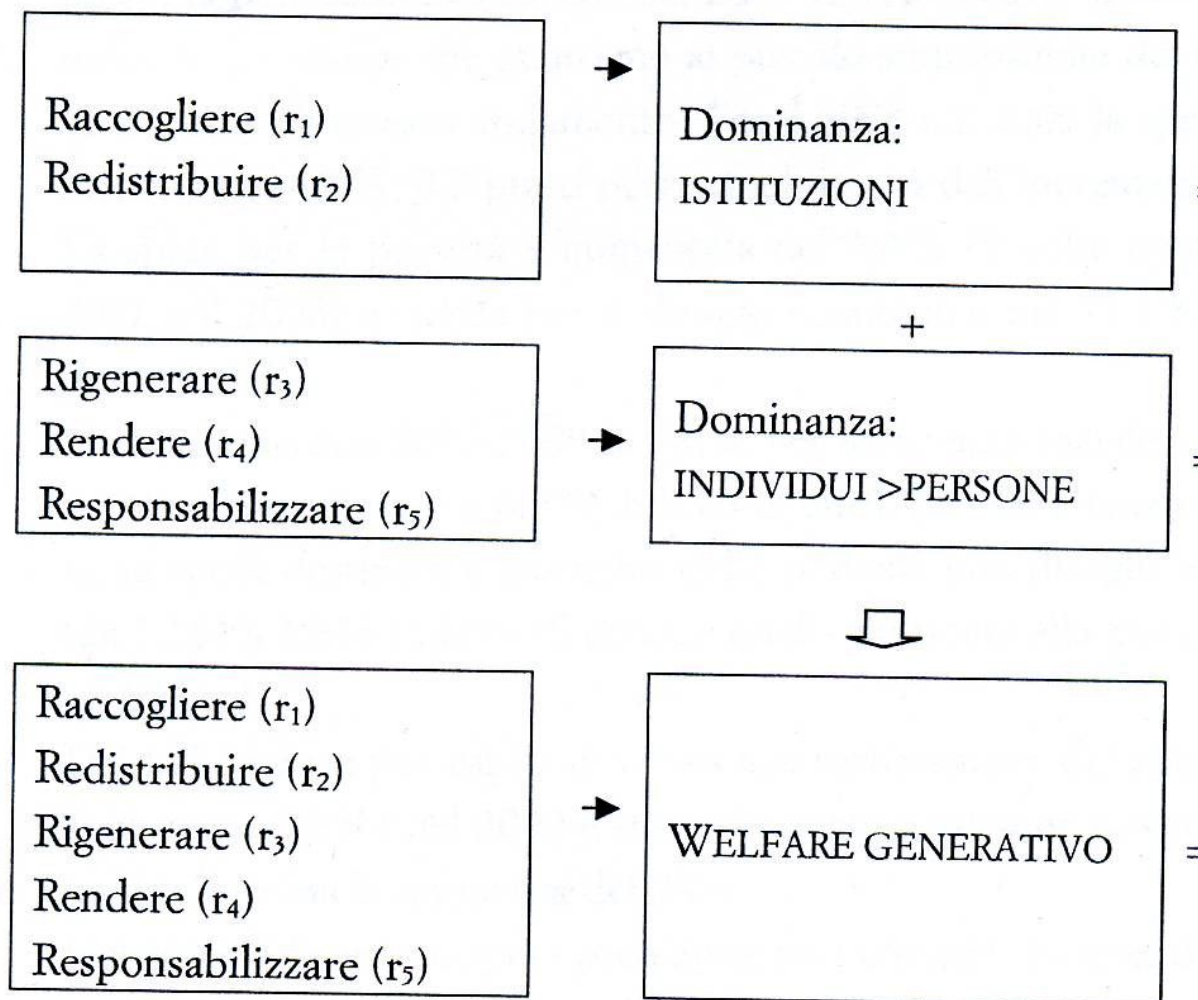 Raccogliere (r₁)
Redistribuire (r₂)
Dominanza:
ISTITUZIONI
=
+
Rigenerare (r₃)
Rendere (r₄)
Responsabilizzare (r₅)
Dominanza:
INDIVIDUI >PERSONE
=
Raccogliere (r₁)
Redistribuire (r₂)
Rigenerare (r₃)
Rendere (r₄)
Responsabilizzare (r₅)
WELFARE GENERATIVO
=